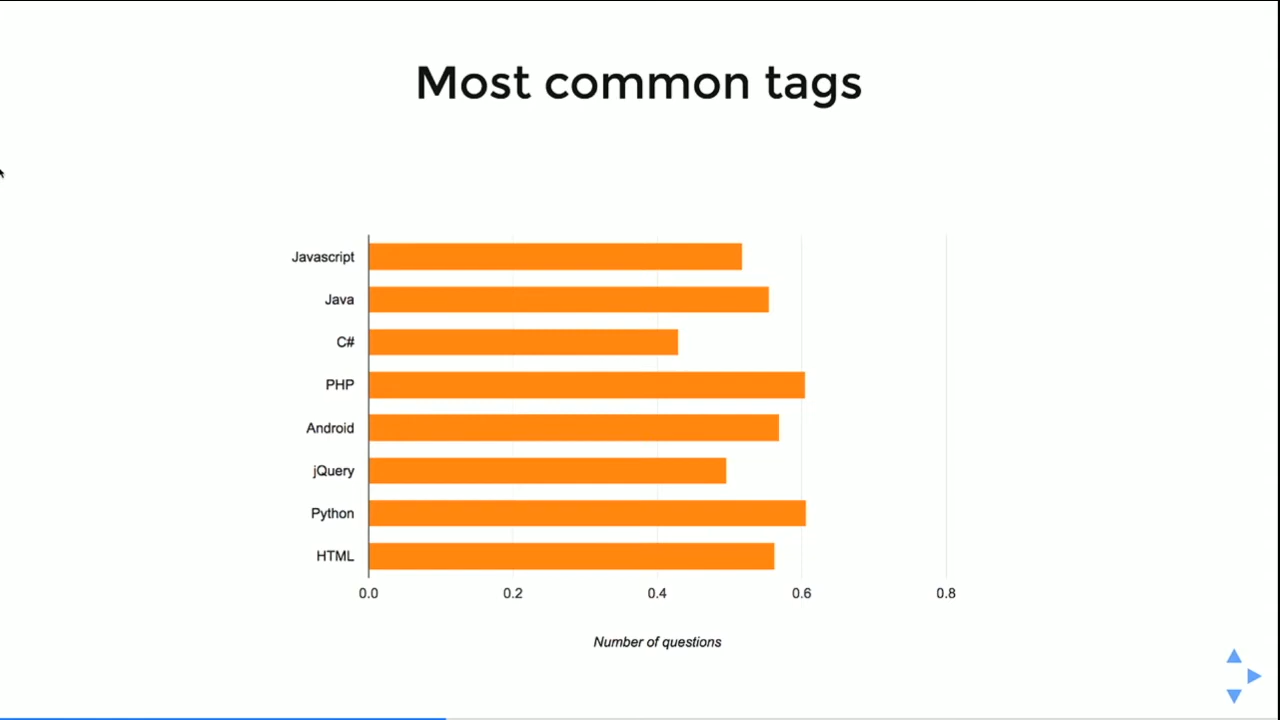 Most common tags
Javascript
Java
C#
PHP
Android
jQuery
Python
HTML
0.0 0.2 0.4 0.6 0.8
Number of questions